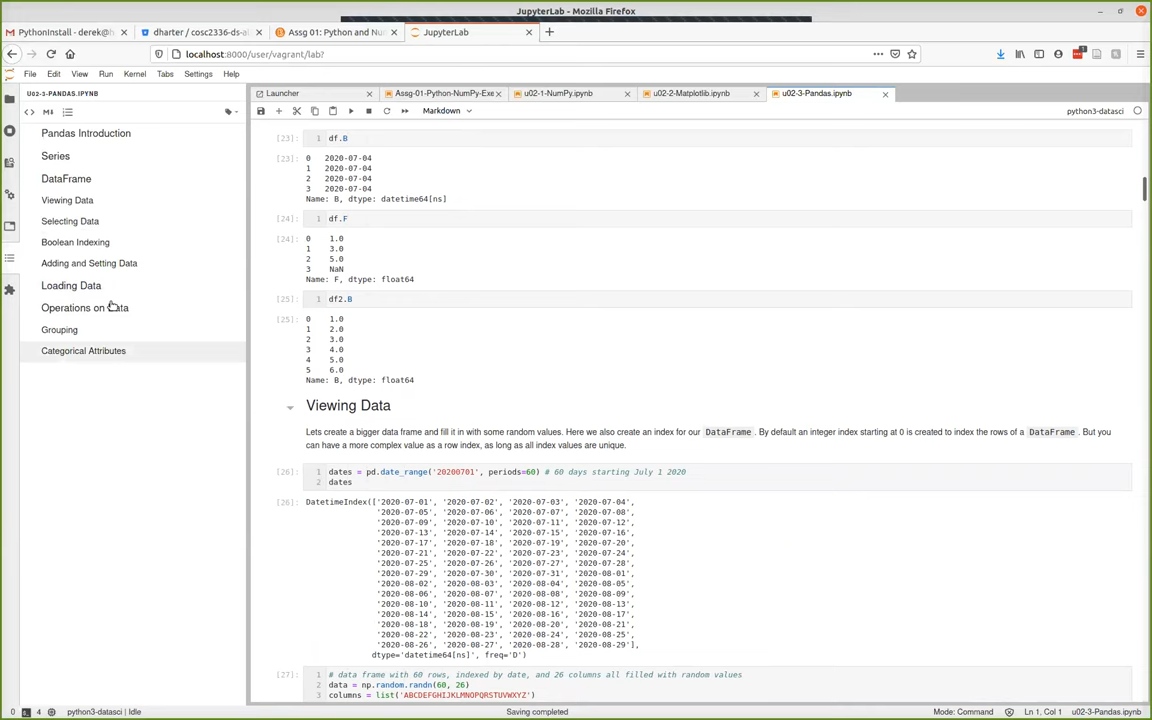 JupyterLab - Mozilla Firefox
PythonInstall - derek@h
dharter / cosc2336-ds-a
Assg 01: Python and Nu
JupyterLab
localhost:8000/user/vagrant/lab?
1
File Edit View Run Kernel Tabs Settings Help
U02-3-PANDAS.IPYNB
Launcher
Assg-01-Python-NumPy-Exe
u02-1-NumPy.ipynb
u02-2-Matplotlib.ipynb
u02-3-Pandas.ipynb
Markdown
python3-datasci
Pandas Introduction
Series
DataFrame
Viewing Data
Selecting Data
Boolean Indexing
Adding and Setting Data
Loading Data
Operations on Data
Grouping
Categorical Attributes
[23]: 1 df.B
[23]: 0 2020-07-04
1 2020-07-04
2 2020-07-04
3 2020-07-04
Name: B, dtype: datetime64[ns]
[24]: 1 df.F
[24]: 0 1.0
1 3.0
2 5.0
3 NaN
Name: F, dtype: float64
[25]: 1 df2.B
[25]: 0 1.0
1 2.0
2 3.0
3 4.0
4 5.0
5 6.0
Name: B, dtype: float64
Viewing Data
Lets create a bigger data frame and fill it in with some random values. Here we also create an index for our DataFrame . By default an integer index starting at 0 is created to index the rows of a DataFrame . But you
can have a more complex value as a row index, as long as all index values are unique.
[26]: 1 dates = pd.date_range('20200701', periods=60) # 60 days starting July 1 2020
2 dates
[26]: DatetimeIndex(['2020-07-01', '2020-07-02', '2020-07-03', '2020-07-04',
'2020-07-05', '2020-07-06', '2020-07-07', '2020-07-08',
'2020-07-09', '2020-07-10', '2020-07-11', '2020-07-12',
'2020-07-13', '2020-07-14', '2020-07-15', '2020-07-16',
'2020-07-17', '2020-07-18', '2020-07-19', '2020-07-20',
'2020-07-21', '2020-07-22', '2020-07-23', '2020-07-24',
'2020-07-25', '2020-07-26', '2020-07-27', '2020-07-28',
'2020-07-29', '2020-07-30', '2020-07-31', '2020-08-01',
'2020-08-02', '2020-08-03', '2020-08-04', '2020-08-05',
'2020-08-06', '2020-08-07', '2020-08-08', '2020-08-09',
'2020-08-10', '2020-08-11', '2020-08-12', '2020-08-13',
'2020-08-14', '2020-08-15', '2020-08-16', '2020-08-17',
'2020-08-18', '2020-08-19', '2020-08-20', '2020-08-21',
'2020-08-22', '2020-08-23', '2020-08-24', '2020-08-25',
'2020-08-26', '2020-08-27', '2020-08-28', '2020-08-29'],
dtype='datetime64[ns]', freq='D')
[27]: 1 # data frame with 60 rows, indexed by date, and 26 columns all filled with random values
2 data = np.random.randn(60, 26)
3 columns = list('ABCDEFGHIJKLMNOPQRSTUVWXYZ')
0 4 python3-datasci | Idle
Saving completed
Mode: Command
Ln 1, Col 1
u02-3-Pandas.ipynb